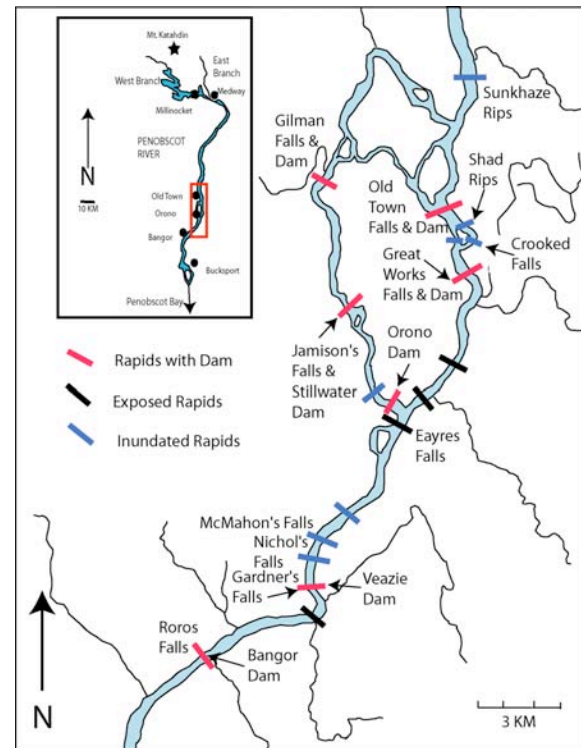 Mt. Katahdin
East
Branch
West Branch
Medway
Millinocket
PENOBSCOT
RIVER
N
10 KM
Old Town
Orono
Bangor
Bucksport
Penobscot Bay
Rapids with Dam
Exposed Rapids
Inundated Rapids
Sunkhaze
Rips
Gilman
Falls &
Dam
Shad
Rips
Old
Town
Falls & Dam
Crooked
Falls
Great
Works
Falls & Dam
Orono
Dam
Jamison's
Falls &
Stillwater
Dam
Eayres
Falls
McMahon's Falls
Nichol's
Falls
Gardner's
Falls
Veazie
Dam
Roros
Falls
Bangor
Dam
N
3 KM